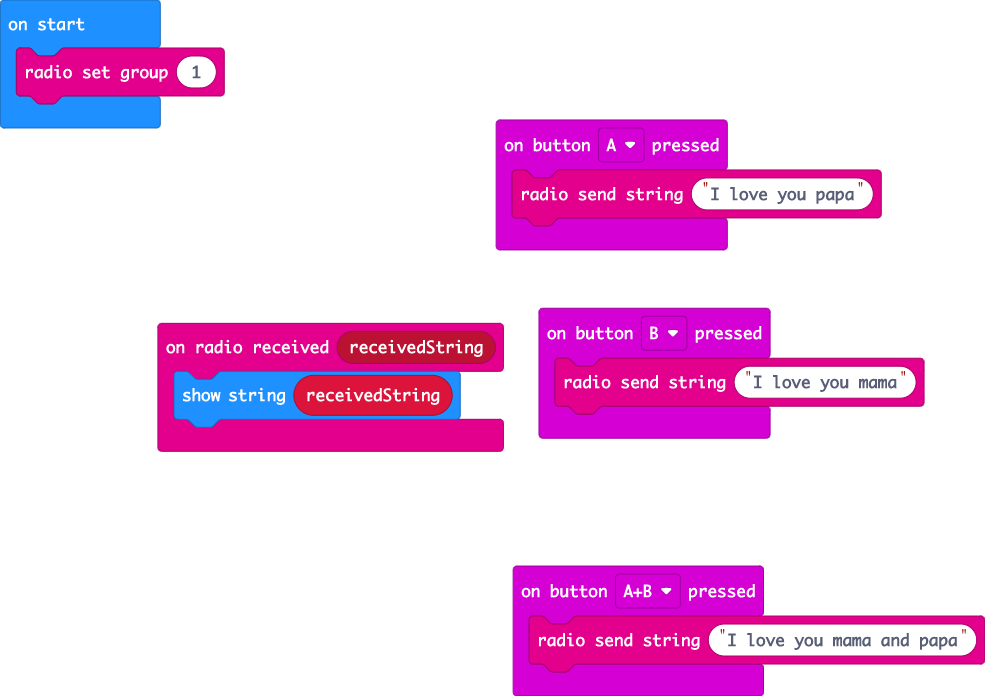 on start
radio set group 1
on button A pressed
radio send string "I love you papa"
on radio received receivedString
show string receivedString
on button B pressed
radio send string "I love you mama"
on button A+B pressed
radio send string "I love you mama and papa"